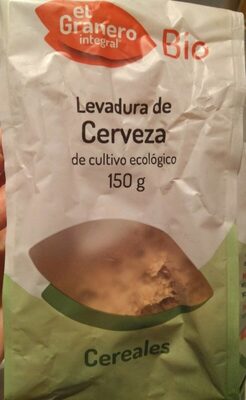 el
Granero
integral®
Bio
Levadura de
Cerveza
de cultivo ecológico
150 g
Cereales